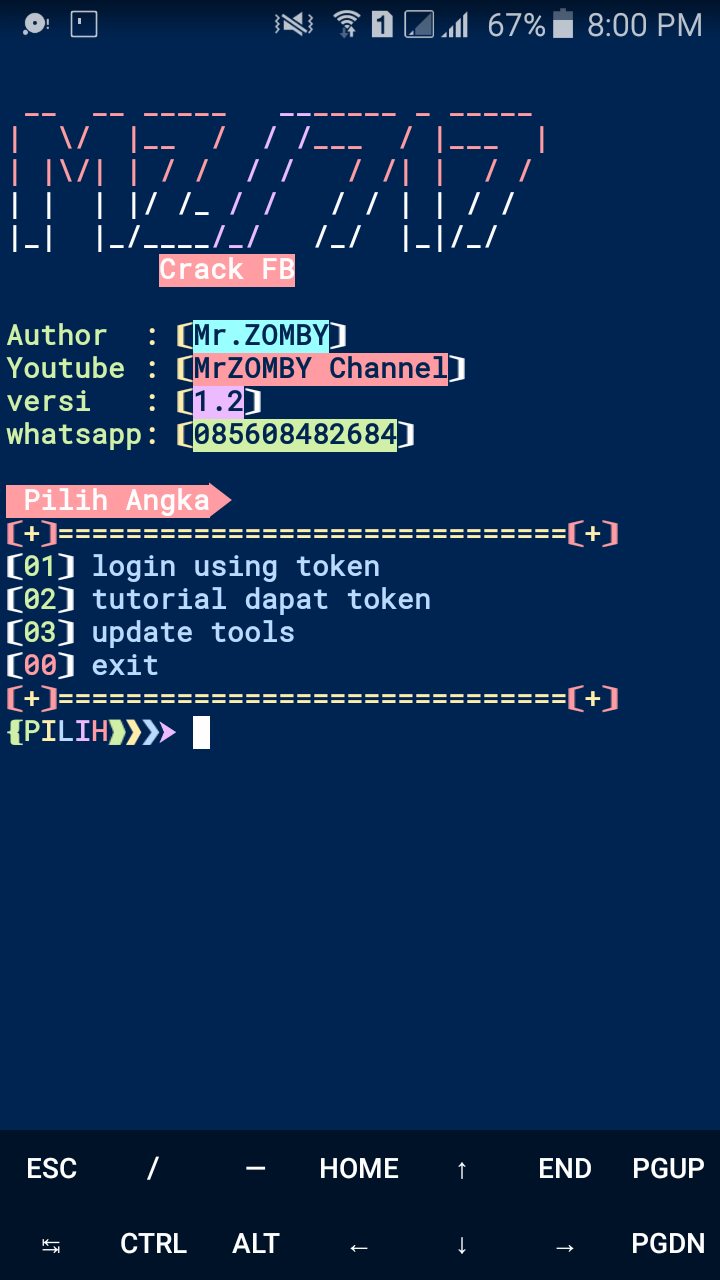 67% 8:00 PM
__  __ _____   _______ _ _____
|  \/  |__  /  / /___  / |___  |
| |\/| | / /  / /   / /| |  / /
| |  | |/ /_ / /   / / | | / /
|_|  |_/____/_/   /_/  |_|/_/
Crack FB
Author : [Mr.ZOMBY]
Youtube : [MrZOMBY Channel]
versi : [1.2]
whatsapp: [085608482684]
Pilih Angka
[+]==============================[+]
[01] login using token
[02] tutorial dapat token
[03] update tools
[00] exit
[+]==============================[+]
{PILIH❯❯❯➤
ESC / — HOME ↑ END PGUP
↹ CTRL ALT ← ↓ → PGDN